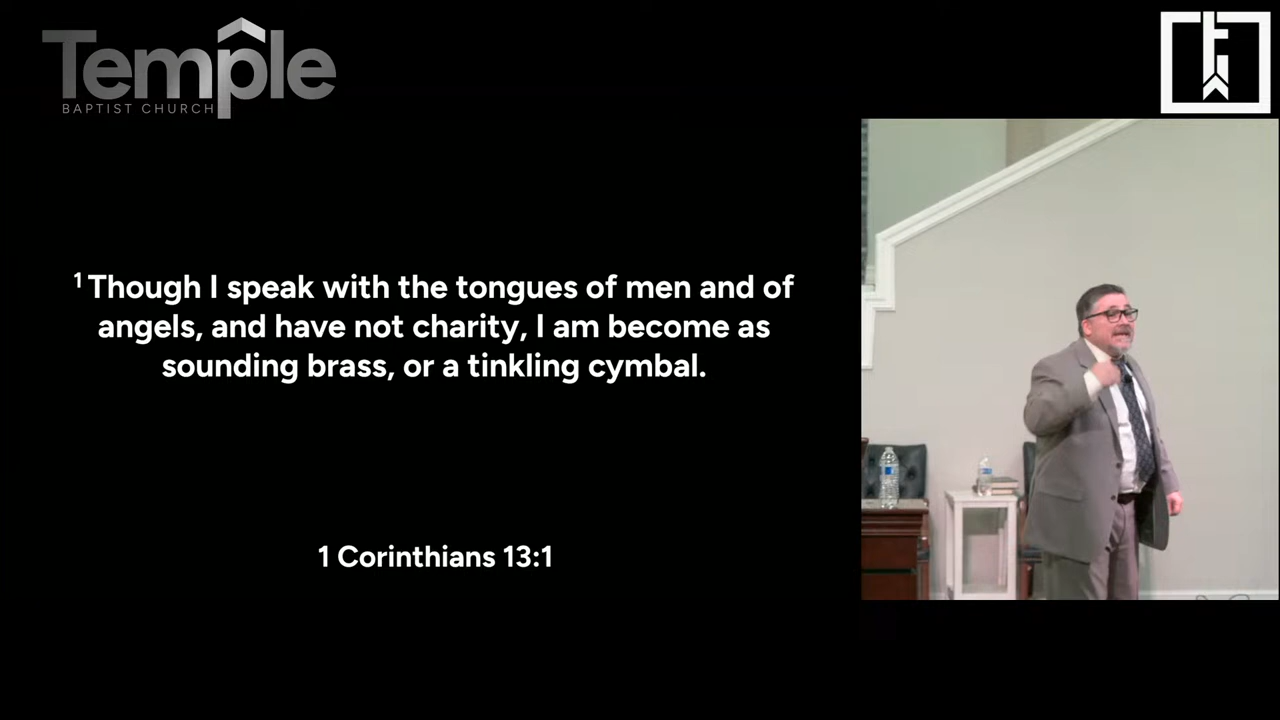 Temple
BAPTIST CHURCH
1 Though I speak with the tongues of men and of
angels, and have not charity, I am become as
sounding brass, or a tinkling cymbal.
1 Corinthians 13:1